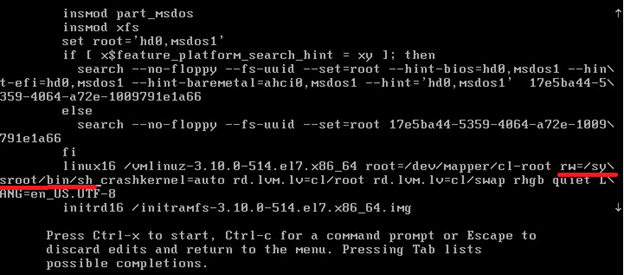 insmod part_msdos
insmod xfs
set root='hd0,msdos1'
if [ x$feature_platform_search_hint = xy ]; then
search --no-floppy --fs-uuid --set=root --hint-bios=hd0,msdos1 --hin\
t-efi=hd0,msdos1 --hint-baremetal=ahci0,msdos1 --hint='hd0,msdos1'  17e5ba44-5\
359-4064-a72e-1009791e1a66
else
search --no-floppy --fs-uuid --set=root 17e5ba44-5359-4064-a72e-1009\
791e1a66
fi
linux16 /vmlinuz-3.10.0-514.el7.x86_64 root=/dev/mapper/cl-root rw=/sy\
sroot/bin/sh crashkernel=auto rd.lvm.lv=cl/root rd.lvm.lv=cl/swap rhgb quiet L\
ANG=en_US.UTF-8
initrd16 /initramfs-3.10.0-514.el7.x86_64.img
Press Ctrl-x to start, Ctrl-c for a command prompt or Escape to
discard edits and return to the menu. Pressing Tab lists
possible completions.